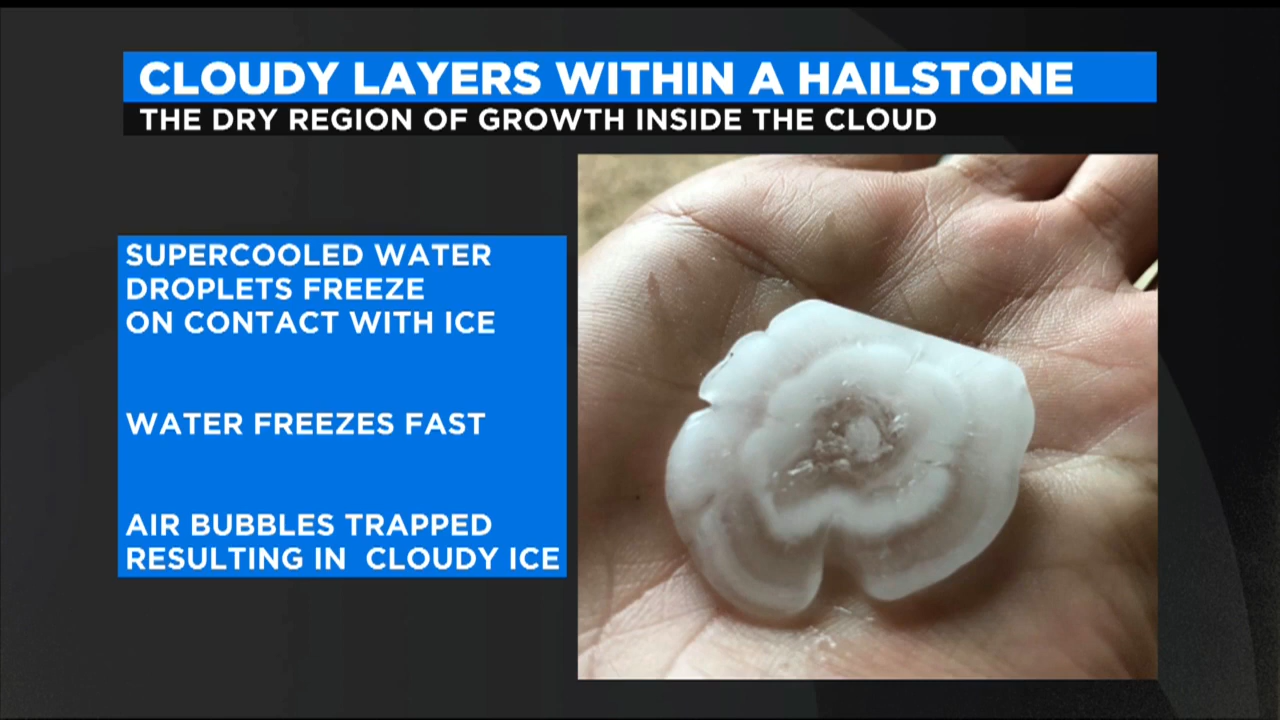 CLOUDY LAYERS WITHIN A HAILSTONE
THE DRY REGION OF GROWTH INSIDE THE CLOUD
SUPERCOOLED WATER
DROPLETS FREEZE
ON CONTACT WITH ICE
WATER FREEZES FAST
AIR BUBBLES TRAPPED
RESULTING IN  CLOUDY ICE